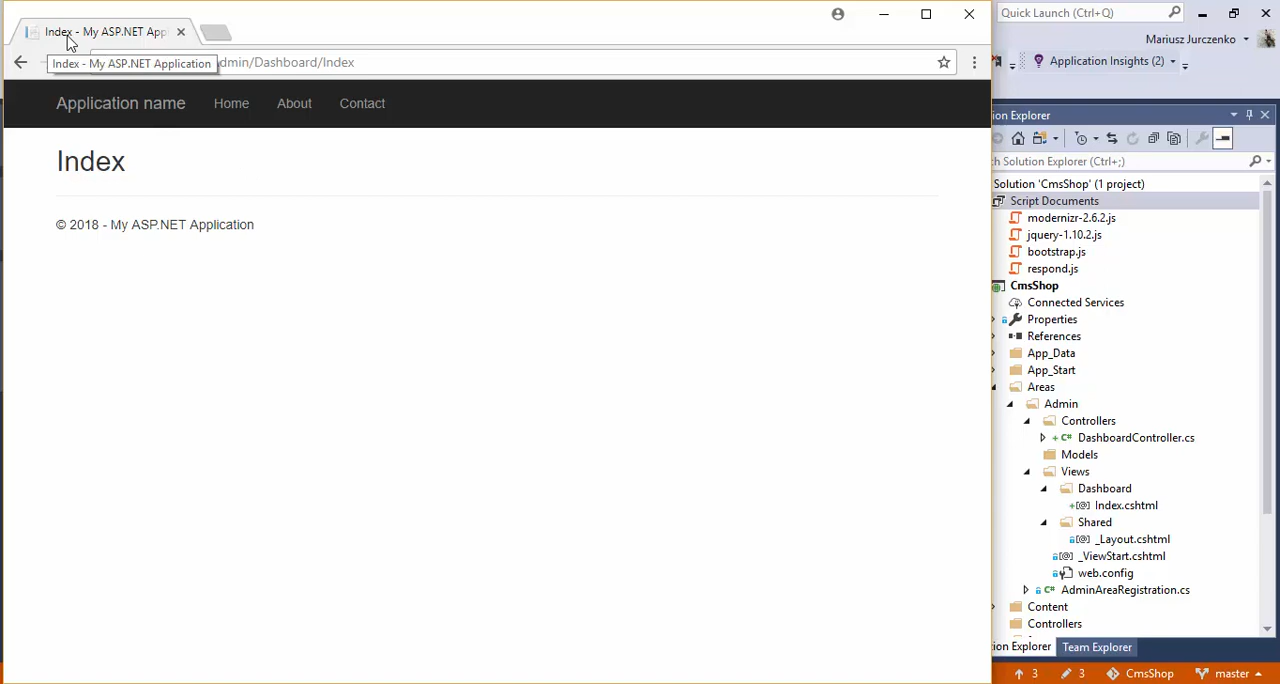 Index - My ASP.NET Appl
Index - My ASP.NET Application
dmin/Dashboard/Index
Application name
Home
About
Contact
Index
© 2018 - My ASP.NET Application
Quick Launch (Ctrl+Q)
Mariusz Jurczenko
Application Insights (2)
ion Explorer
ch Solution Explorer (Ctrl+;)
Solution 'CmsShop' (1 project)
Script Documents
modernizr-2.6.2.js
jquery-1.10.2.js
bootstrap.js
respond.js
CmsShop
Connected Services
Properties
References
App_Data
App_Start
Areas
Admin
Controllers
DashboardController.cs
Models
Views
Dashboard
Index.cshtml
Shared
_Layout.cshtml
_ViewStart.cshtml
web.config
AdminAreaRegistration.cs
Content
Controllers
ion Explorer
Team Explorer
3
3
CmsShop
master